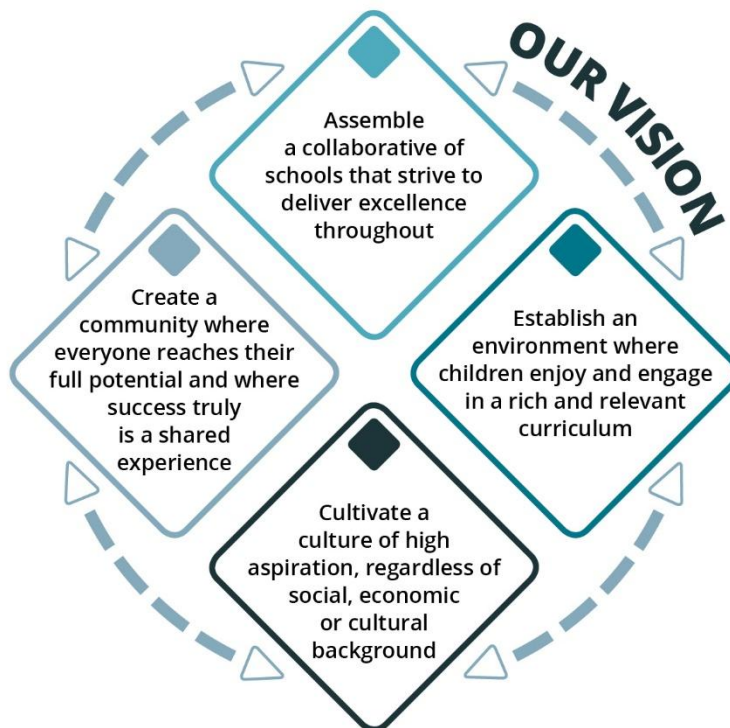 OUR VISION
Assemble
a collaborative of
schools that strive to
deliver excellence
throughout
Create a
community where
everyone reaches their
full potential and where
success truly
is a shared
experience
Establish an
environment where
children enjoy and engage
in a rich and relevant
curriculum
Cultivate a
culture of high
aspiration, regardless of
social, economic
or cultural
background